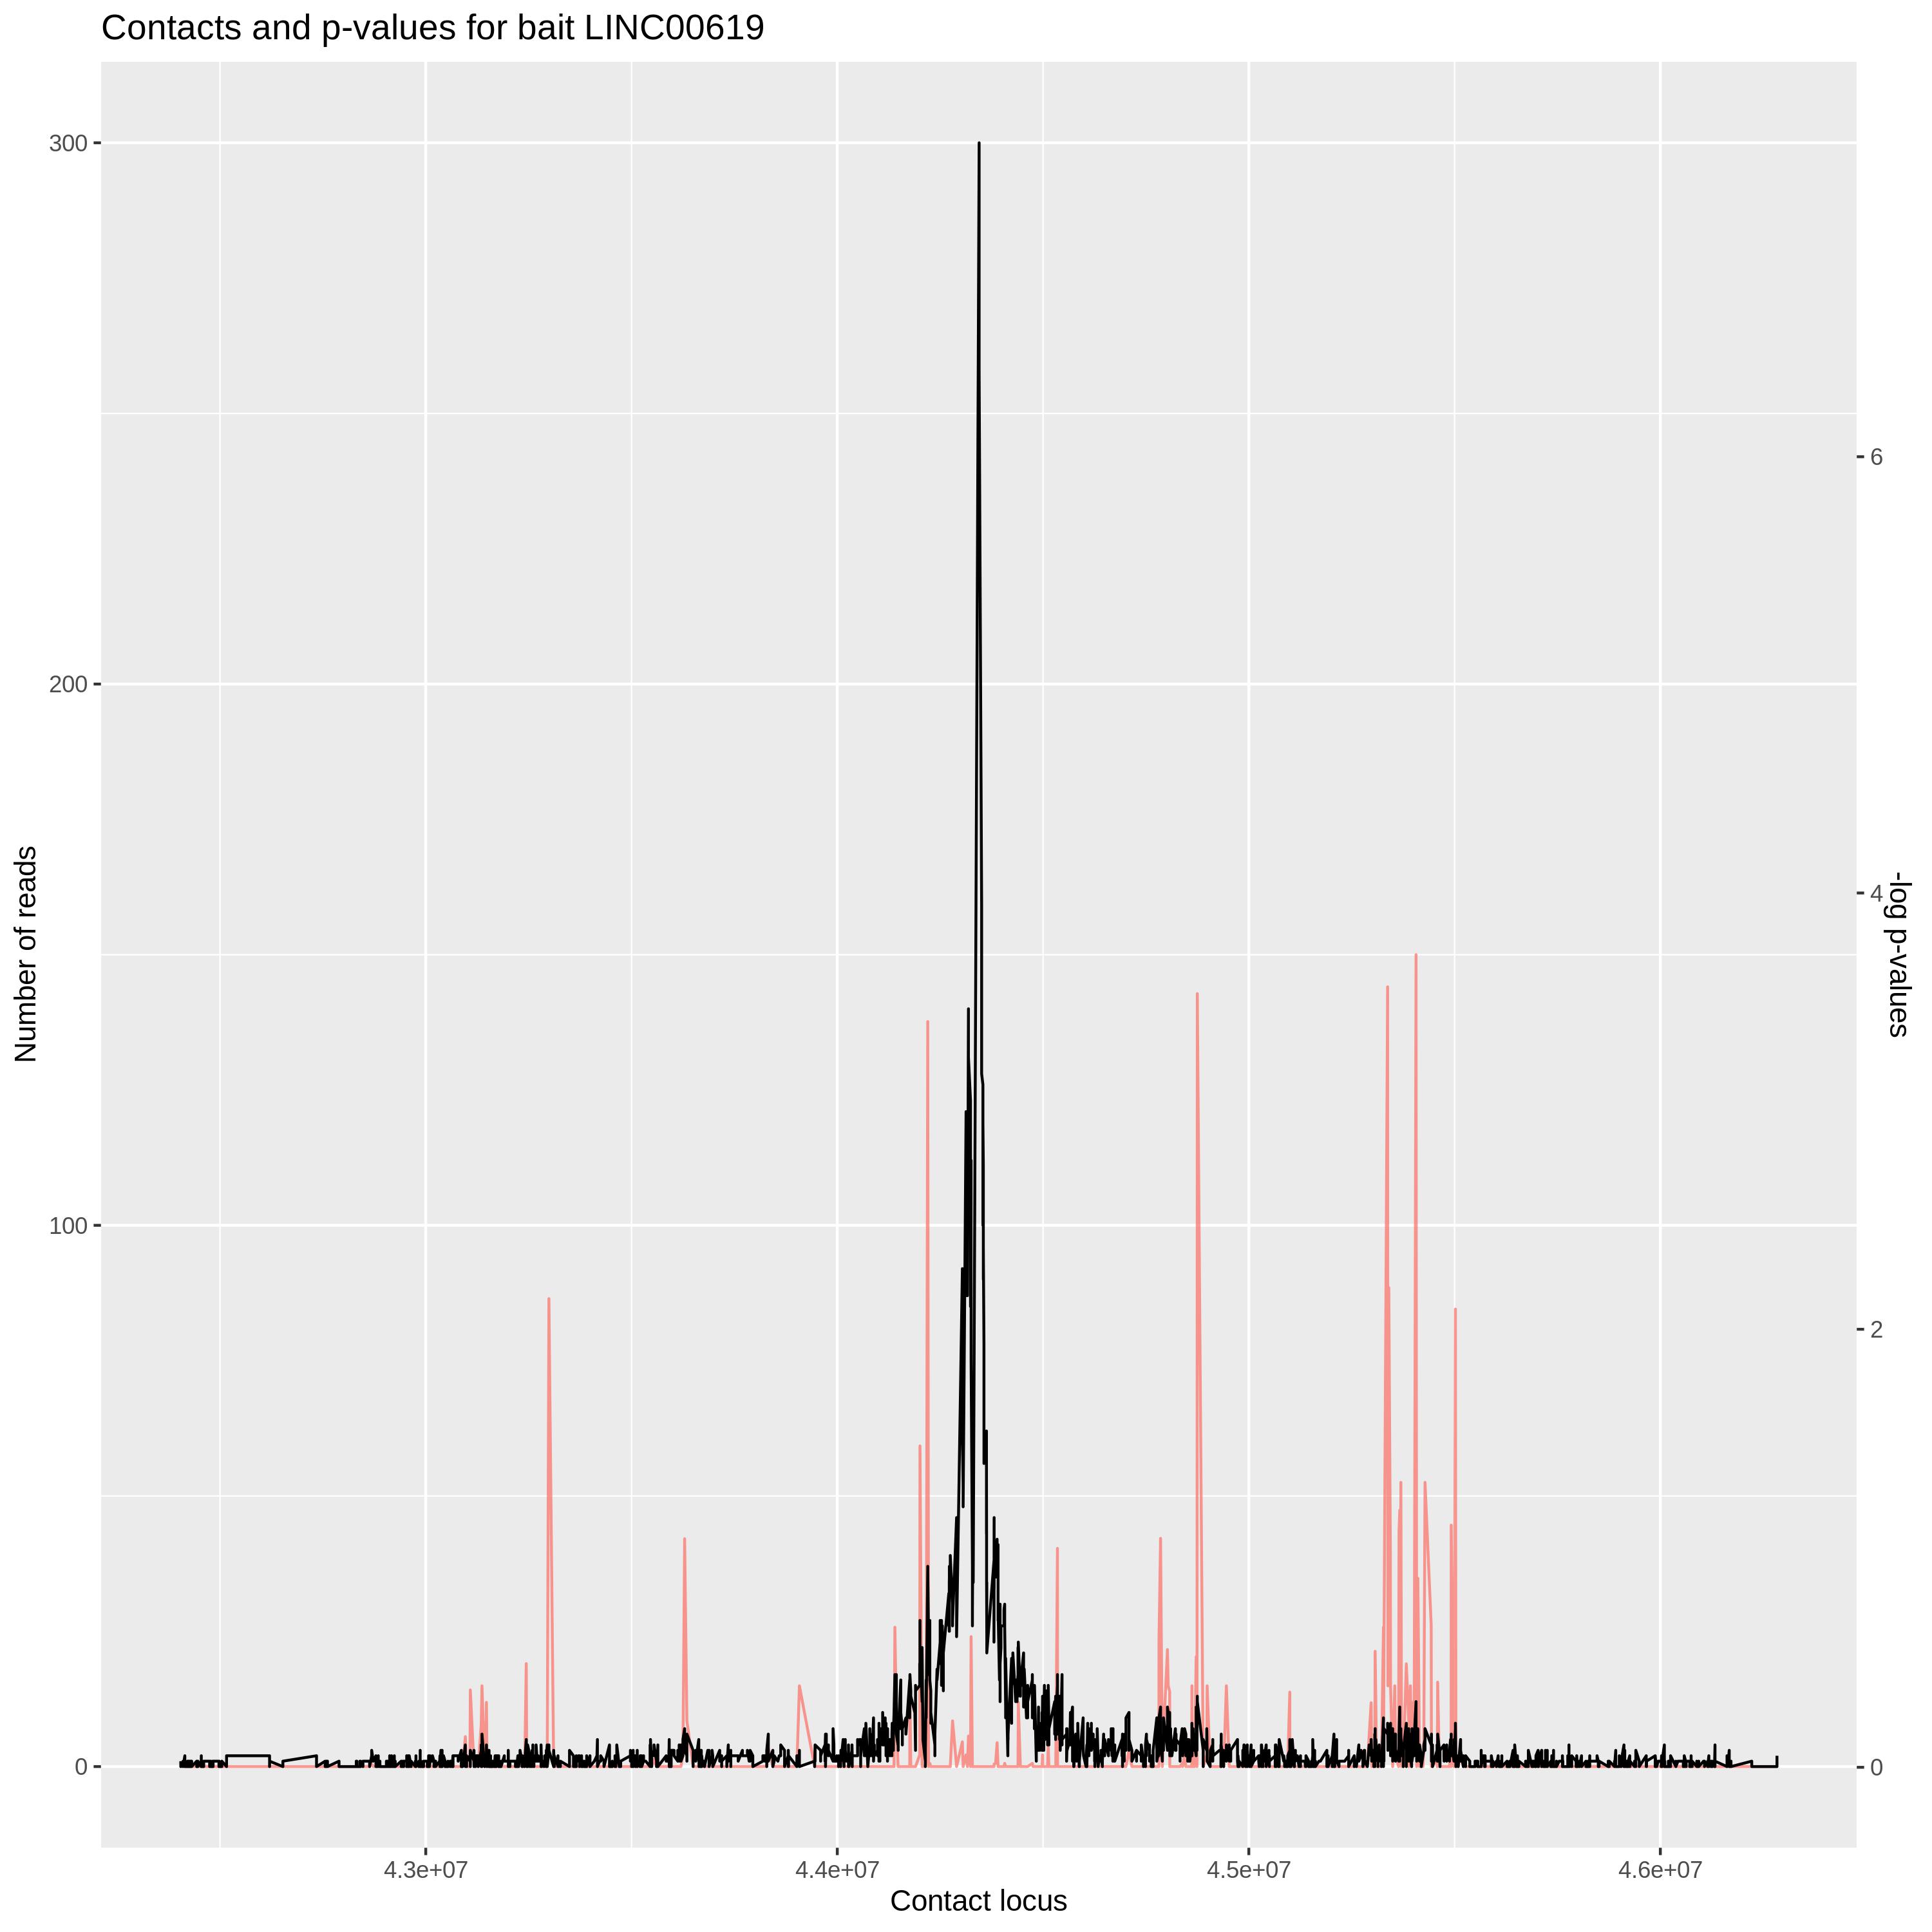 Contacts and p-values for bait LINC00619
300
200
100
0
Number of reads
6
4
2
0
-log p-values
4.3e+07 4.4e+07 4.5e+07 4.6e+07
Contact locus